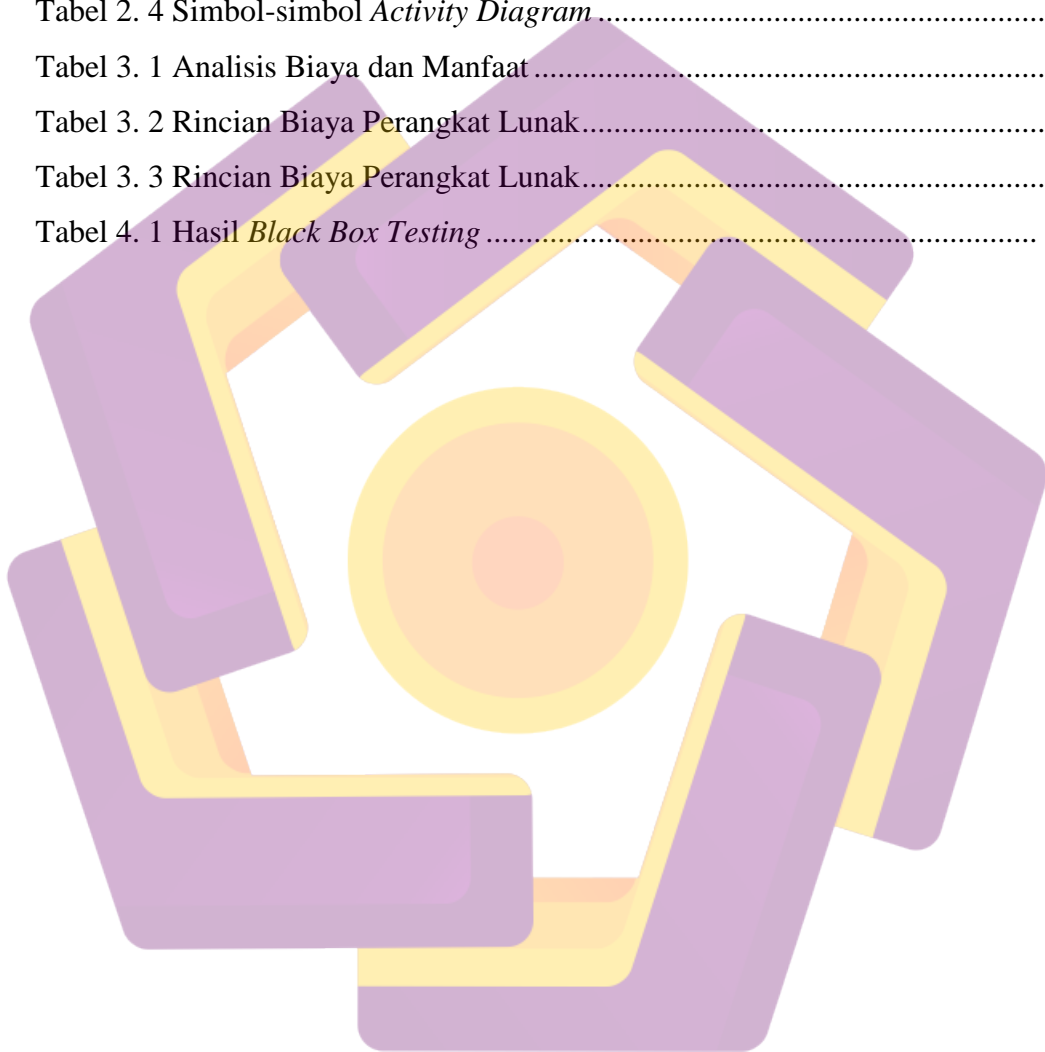 Tabel 2. 4 Simbol-simbol Activity Diagram ........................................................
Tabel 3. 1 Analisis Biaya dan Manfaat ................................................................
Tabel 3. 2 Rincian Biaya Perangkat Lunak..........................................................
Tabel 3. 3 Rincian Biaya Perangkat Lunak..........................................................
Tabel 4. 1 Hasil Black Box Testing .....................................................................